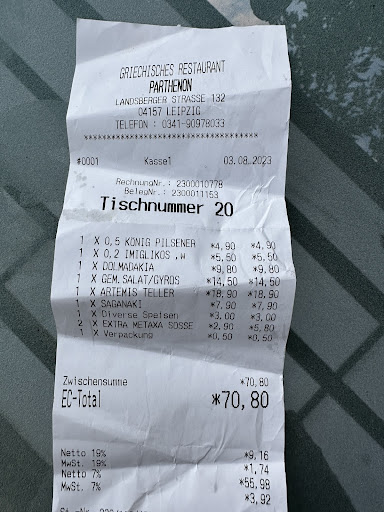 GRIECHISCHES RESTAURANT
PARTHENON
LANDSBERGER STRASSE 132
04157 LEIPZIG
TELEFON : 0341-90978033
************************************
#0001 Kasse1 03.08.2023
RechnungNr.: 2300010778
BelegNr.: 2300011153
Tischnummer 20
1 X 0,5 KÖNIG PILSENER *4,90 *4,90
1 X 0,2 IMIGLIKOS ,W *5,50 *5,50
1 X DOLMADAKIA *9,80 *9,80
1 X GEM.SALAT/GYROS *14,50 *14,50
1 X ARTEMIS TELLER *18,90 *18,90
1 X SAGANAKI *7,90 *7,90
1 X Diverse Speisen *3,00 *3,00
2 X EXTRA METAXA SOSSE *2,90 *5,80
1 X Verpackung *0,50 *0,50
Zwischensumme *70,80
EC-Total *70,80
Netto 19% *9,16
MwSt. 19% *1,74
Netto 7% *55,98
MwSt. 7% *3,92